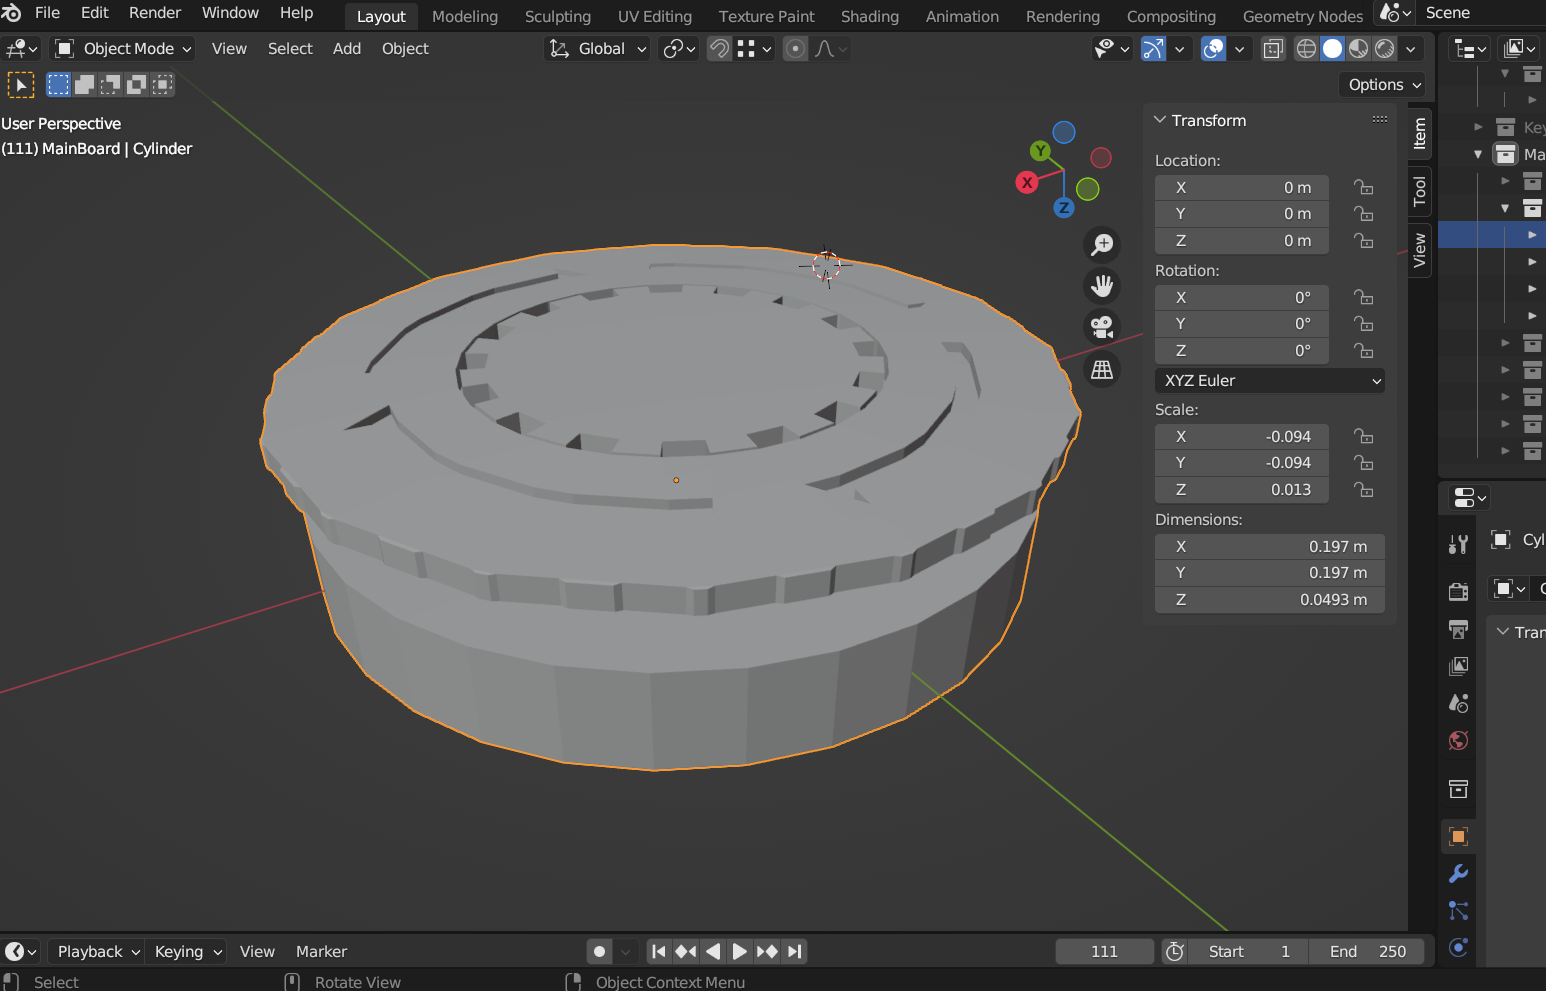 File Edit Render Window Help Layout Modeling Sculpting UV Editing Texture Paint Shading Animation Rendering Compositing Geometry Nodes Scene
Object Mode View Select Add Object Global
Options
User Perspective
(111) MainBoard | Cylinder
Y
X
Z
Transform
Location:
X 0 m
Y 0 m
Z 0 m
Rotation:
X 0°
Y 0°
Z 0°
XYZ Euler
Scale:
X -0.094
Y -0.094
Z 0.013
Dimensions:
X 0.197 m
Y 0.197 m
Z 0.0493 m
Item
Tool
View
Key
Ma
Cyl
C
Tran
Playback Keying View Marker 111 Start 1 End 250
Select Rotate View Object Context Menu